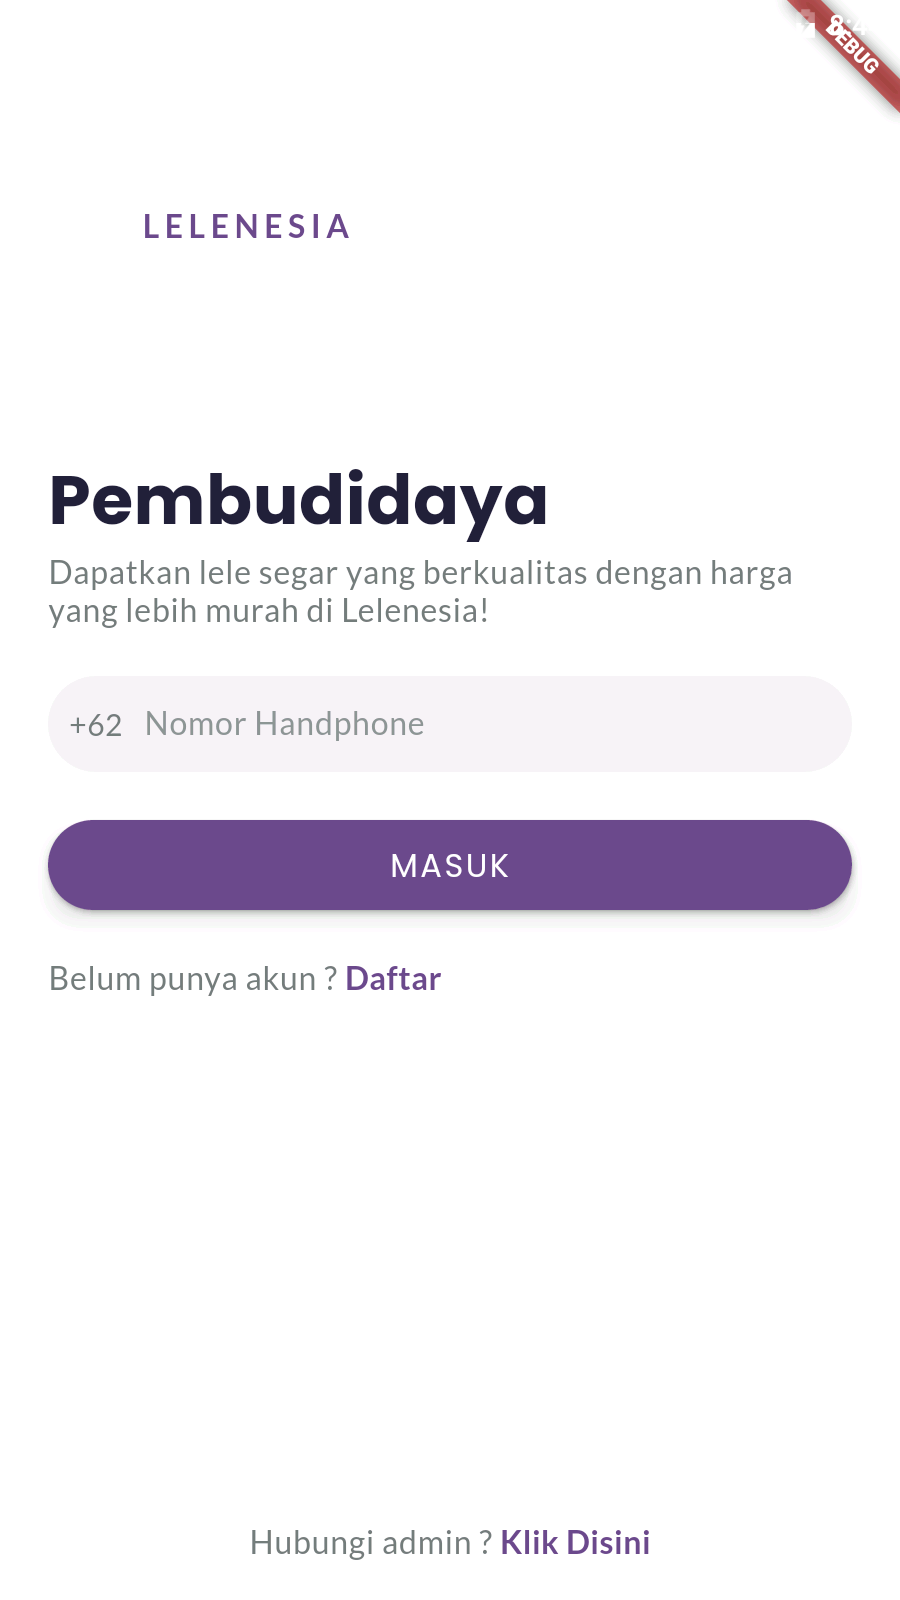 DEBUG
LELENESIA
Pembudidaya
Dapatkan lele segar yang berkualitas dengan harga
yang lebih murah di Lelenesia!
+62 Nomor Handphone
MASUK
Belum punya akun ? Daftar
Hubungi admin ? Klik Disini